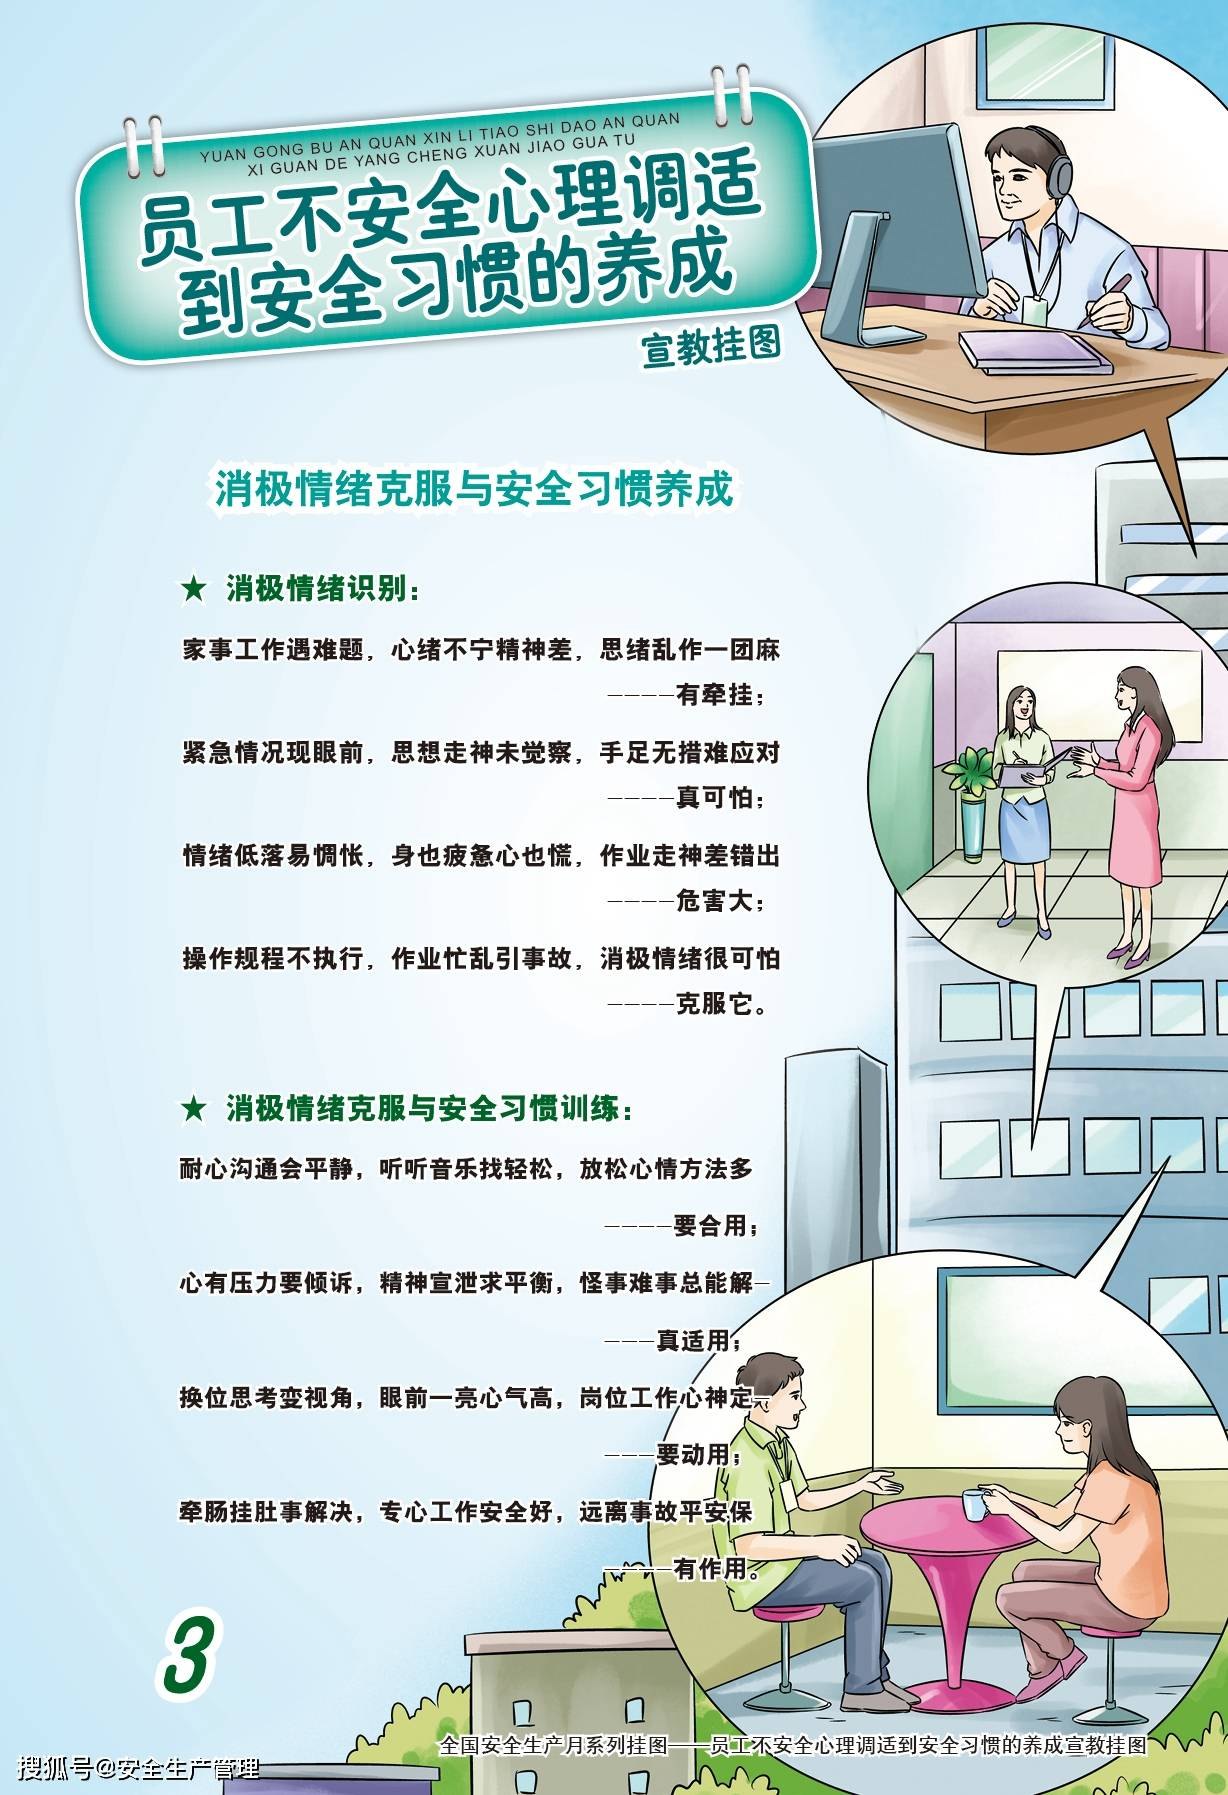 YUAN GONG BU AN QUAN XIN LI TIAO SHI DAO AN QUAN
XI GUAN DE YANG CHENG XUAN JIAO GUA TU
员工不安全心理调适
到安全习惯的养成
宣教挂图
消极情绪克服与安全习惯养成
★ 消极情绪识别：
家事工作遇难题，心绪不宁精神差，思绪乱作一团麻
----有牵挂；
紧急情况现眼前，思想走神未觉察，手足无措难应对
----真可怕；
情绪低落易惆怅，身也疲惫心也慌，作业走神差错出
----危害大；
操作规程不执行，作业忙乱引事故，消极情绪很可怕
----克服它。
★ 消极情绪克服与安全习惯训练：
耐心沟通会平静，听听音乐找轻松，放松心情方法多
----要合用；
心有压力要倾诉，精神宣泄求平衡，怪事难事总能解-
---真适用；
换位思考变视角，眼前一亮心气高，岗位工作心神定-
---要动用；
牵肠挂肚事解决，专心工作安全好，远离事故平安保
----有作用。
3
全国安全生产月系列挂图——员工不安全心理调适到安全习惯的养成宣教挂图
搜狐号@安全生产管理